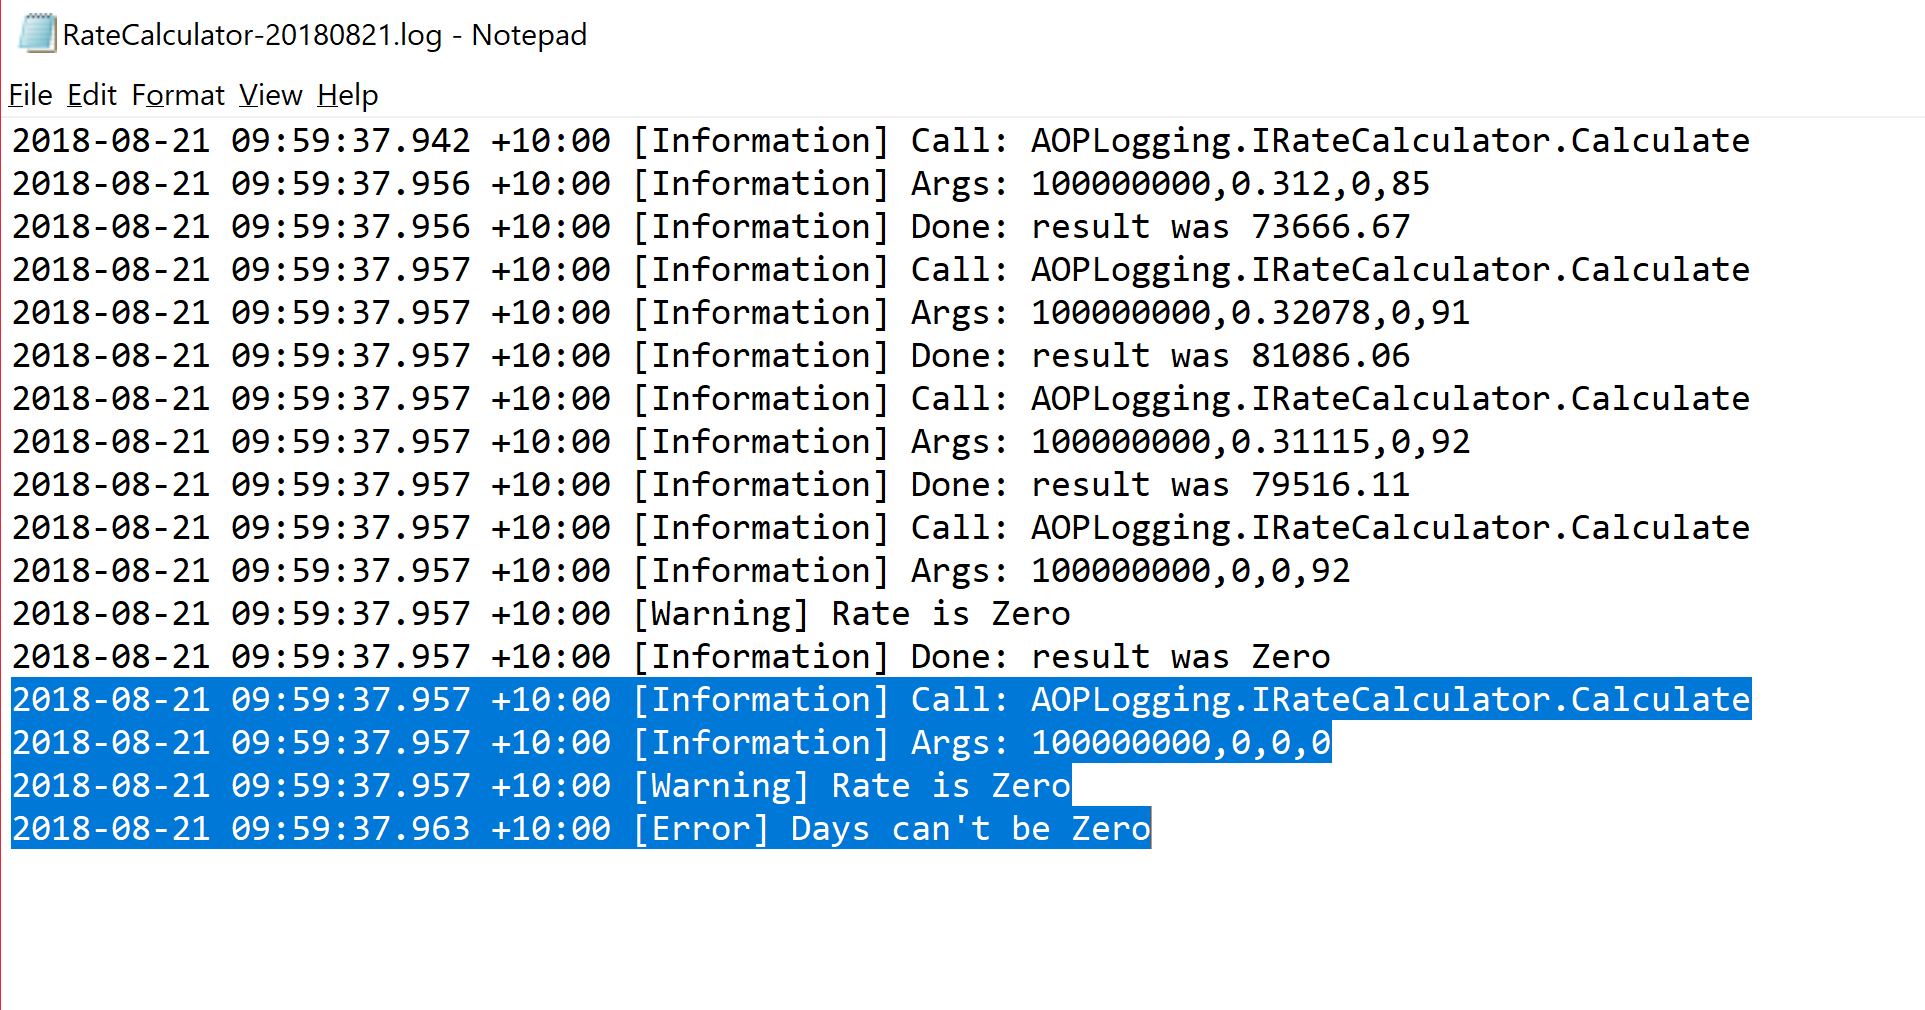 RateCalculator-20180821.log - Notepad
File Edit Format View Help
2018-08-21 09:59:37.942 +10:00 [Information] Call: AOPLogging.IRateCalculator.Calculate
2018-08-21 09:59:37.956 +10:00 [Information] Args: 100000000,0.312,0,85
2018-08-21 09:59:37.956 +10:00 [Information] Done: result was 73666.67
2018-08-21 09:59:37.957 +10:00 [Information] Call: AOPLogging.IRateCalculator.Calculate
2018-08-21 09:59:37.957 +10:00 [Information] Args: 100000000,0.32078,0,91
2018-08-21 09:59:37.957 +10:00 [Information] Done: result was 81086.06
2018-08-21 09:59:37.957 +10:00 [Information] Call: AOPLogging.IRateCalculator.Calculate
2018-08-21 09:59:37.957 +10:00 [Information] Args: 100000000,0.31115,0,92
2018-08-21 09:59:37.957 +10:00 [Information] Done: result was 79516.11
2018-08-21 09:59:37.957 +10:00 [Information] Call: AOPLogging.IRateCalculator.Calculate
2018-08-21 09:59:37.957 +10:00 [Information] Args: 100000000,0,0,92
2018-08-21 09:59:37.957 +10:00 [Warning] Rate is Zero
2018-08-21 09:59:37.957 +10:00 [Information] Done: result was Zero
2018-08-21 09:59:37.957 +10:00 [Information] Call: AOPLogging.IRateCalculator.Calculate
2018-08-21 09:59:37.957 +10:00 [Information] Args: 100000000,0,0,0
2018-08-21 09:59:37.957 +10:00 [Warning] Rate is Zero
2018-08-21 09:59:37.963 +10:00 [Error] Days can't be Zero